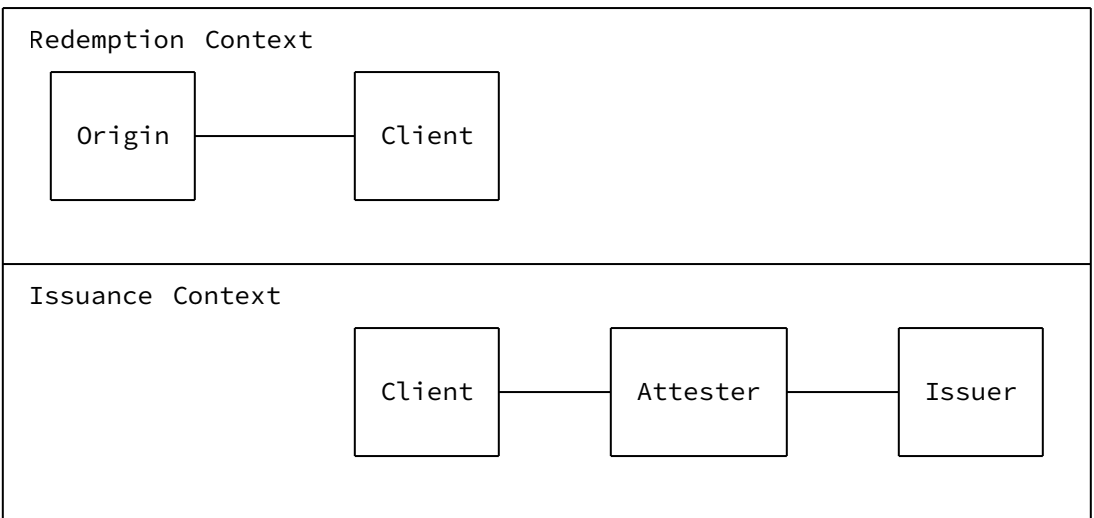 Redemption Context
Origin Client
Issuance Context
Client Attester Issuer